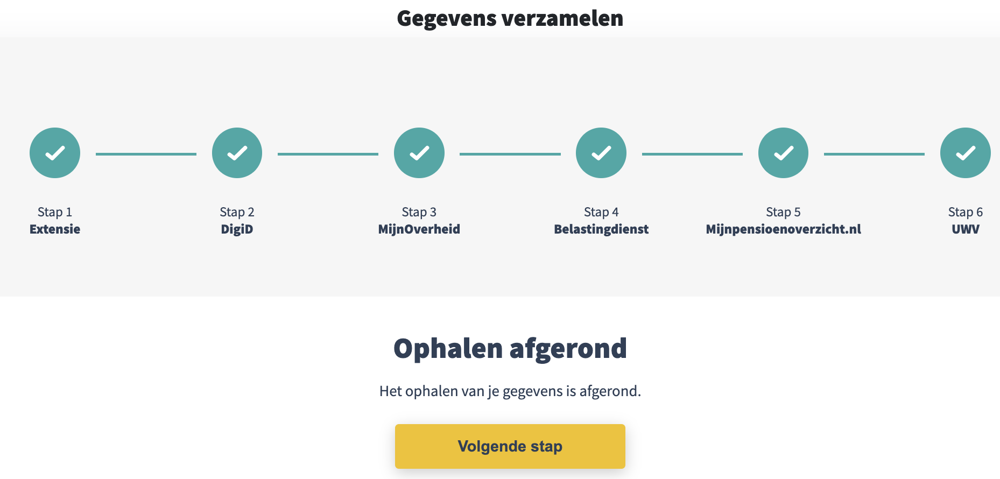 Gegevens verzamelen
Stap 1
Extensie
Stap 2
DigiD
Stap 3
MijnOverheid
Stap 4
Belastingdienst
Stap 5
Mijnpensioenoverzicht.nl
Stap 6
UWV
Ophalen afgerond
Het ophalen van je gegevens is afgerond.
Volgende stap